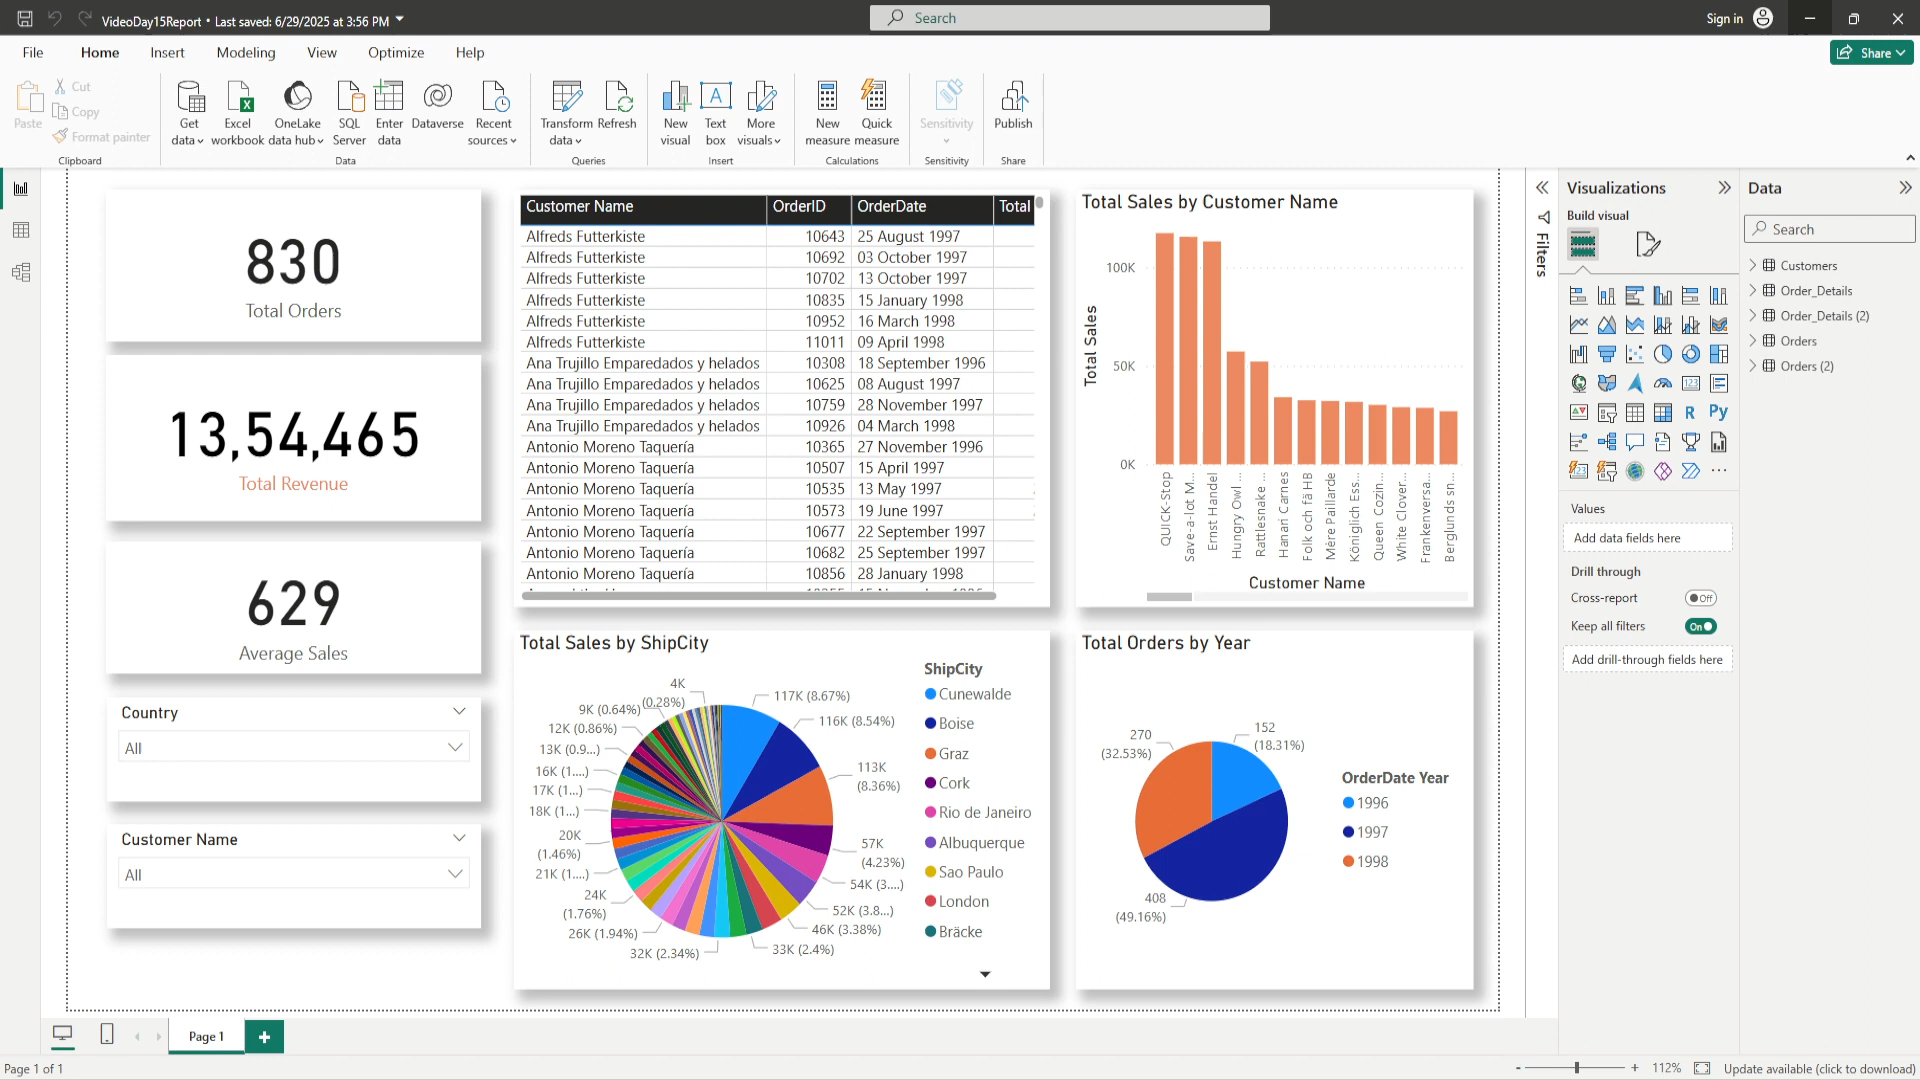 VideoDay15Report • Last saved: 6/29/2025 at 3:56 PM
Search
Sign in
File Home Insert Modeling View Optimize Help
Share
Paste
Cut
Copy
Format painter
Clipboard
Get data
Excel workbook
OneLake data hub
SQL Server
Enter data
Dataverse
Recent sources
Data
Transform data
Refresh
Queries
New visual
Text box
More visuals
Insert
New measure
Quick measure
Calculations
Sensitivity
Sensitivity
Publish
Share
830
Total Orders
13,54,465
Total Revenue
629
Average Sales
Country
All
Customer Name
All
Customer Name OrderID OrderDate Total
Alfreds Futterkiste 10643 25 August 1997
Alfreds Futterkiste 10692 03 October 1997
Alfreds Futterkiste 10702 13 October 1997
Alfreds Futterkiste 10835 15 January 1998
Alfreds Futterkiste 10952 16 March 1998
Alfreds Futterkiste 11011 09 April 1998
Ana Trujillo Emparedados y helados 10308 18 September 1996
Ana Trujillo Emparedados y helados 10625 08 August 1997
Ana Trujillo Emparedados y helados 10759 28 November 1997
Ana Trujillo Emparedados y helados 10926 04 March 1998
Antonio Moreno Taquería 10365 27 November 1996
Antonio Moreno Taquería 10507 15 April 1997
Antonio Moreno Taquería 10535 13 May 1997
Antonio Moreno Taquería 10573 19 June 1997
Antonio Moreno Taquería 10677 22 September 1997
Antonio Moreno Taquería 10682 25 September 1997
Antonio Moreno Taquería 10856 28 January 1998
Total Sales by Customer Name
Total Sales
100K
50K
0K
QUICK-Stop
Save-a-lot M...
Ernst Handel
Hungry Owl ...
Rattlesnake ...
Hanari Carnes
Folk och fä HB
Mère Paillarde
Königlich Ess...
Queen Cozin...
White Clover...
Frankenversa...
Berglunds sn...
Customer Name
Total Sales by ShipCity
117K (8.67%)
116K (8.54%)
113K
(8.36%)
57K
(4.23%)
54K (3....)
52K (3.8...)
46K (3.38%)
33K (2.4%)
32K (2.34%)
26K (1.94%)
24K
(1.76%)
21K (1....)
20K
(1.46%)
18K (1...)
17K (1...)
16K (1....)
13K (0.9...)
12K (0.86%)
9K (0.64%)
4K
(0.28%)
ShipCity
Cunewalde
Boise
Graz
Cork
Rio de Janeiro
Albuquerque
Sao Paulo
London
Bräcke
Total Orders by Year
152
(18.31%)
270
(32.53%)
408
(49.16%)
OrderDate Year
1996
1997
1998
Filters
Visualizations
Build visual
R Py
123
Values
Add data fields here
Drill through
Cross-report Off
Keep all filters On
Add drill-through fields here
Data
Search
Customers
Order_Details
Order_Details (2)
Orders
Orders (2)
Page 1
Page 1 of 1
- + 112%
Update available (click to download)